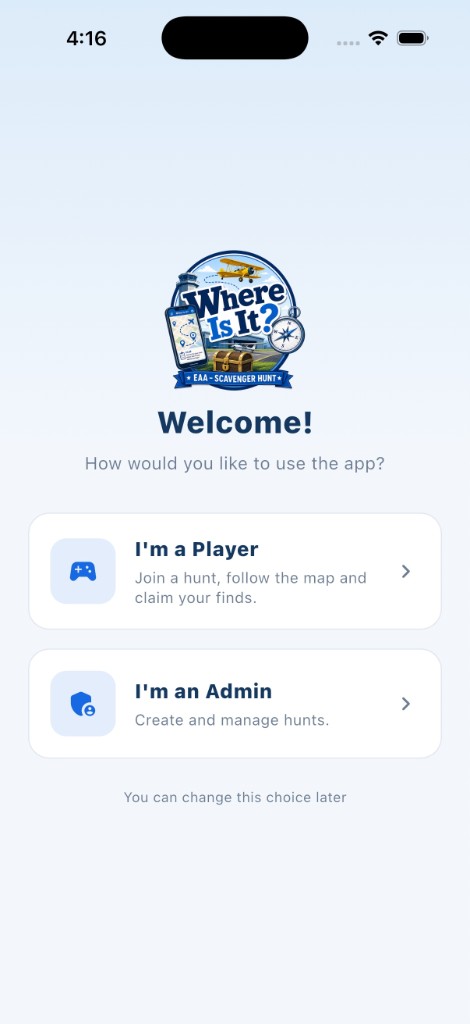 4:16
Where
Is It?
★ EAA - SCAVENGER HUNT ★
Welcome!
How would you like to use the app?
I'm a Player
Join a hunt, follow the map and
claim your finds.
I'm an Admin
Create and manage hunts.
You can change this choice later